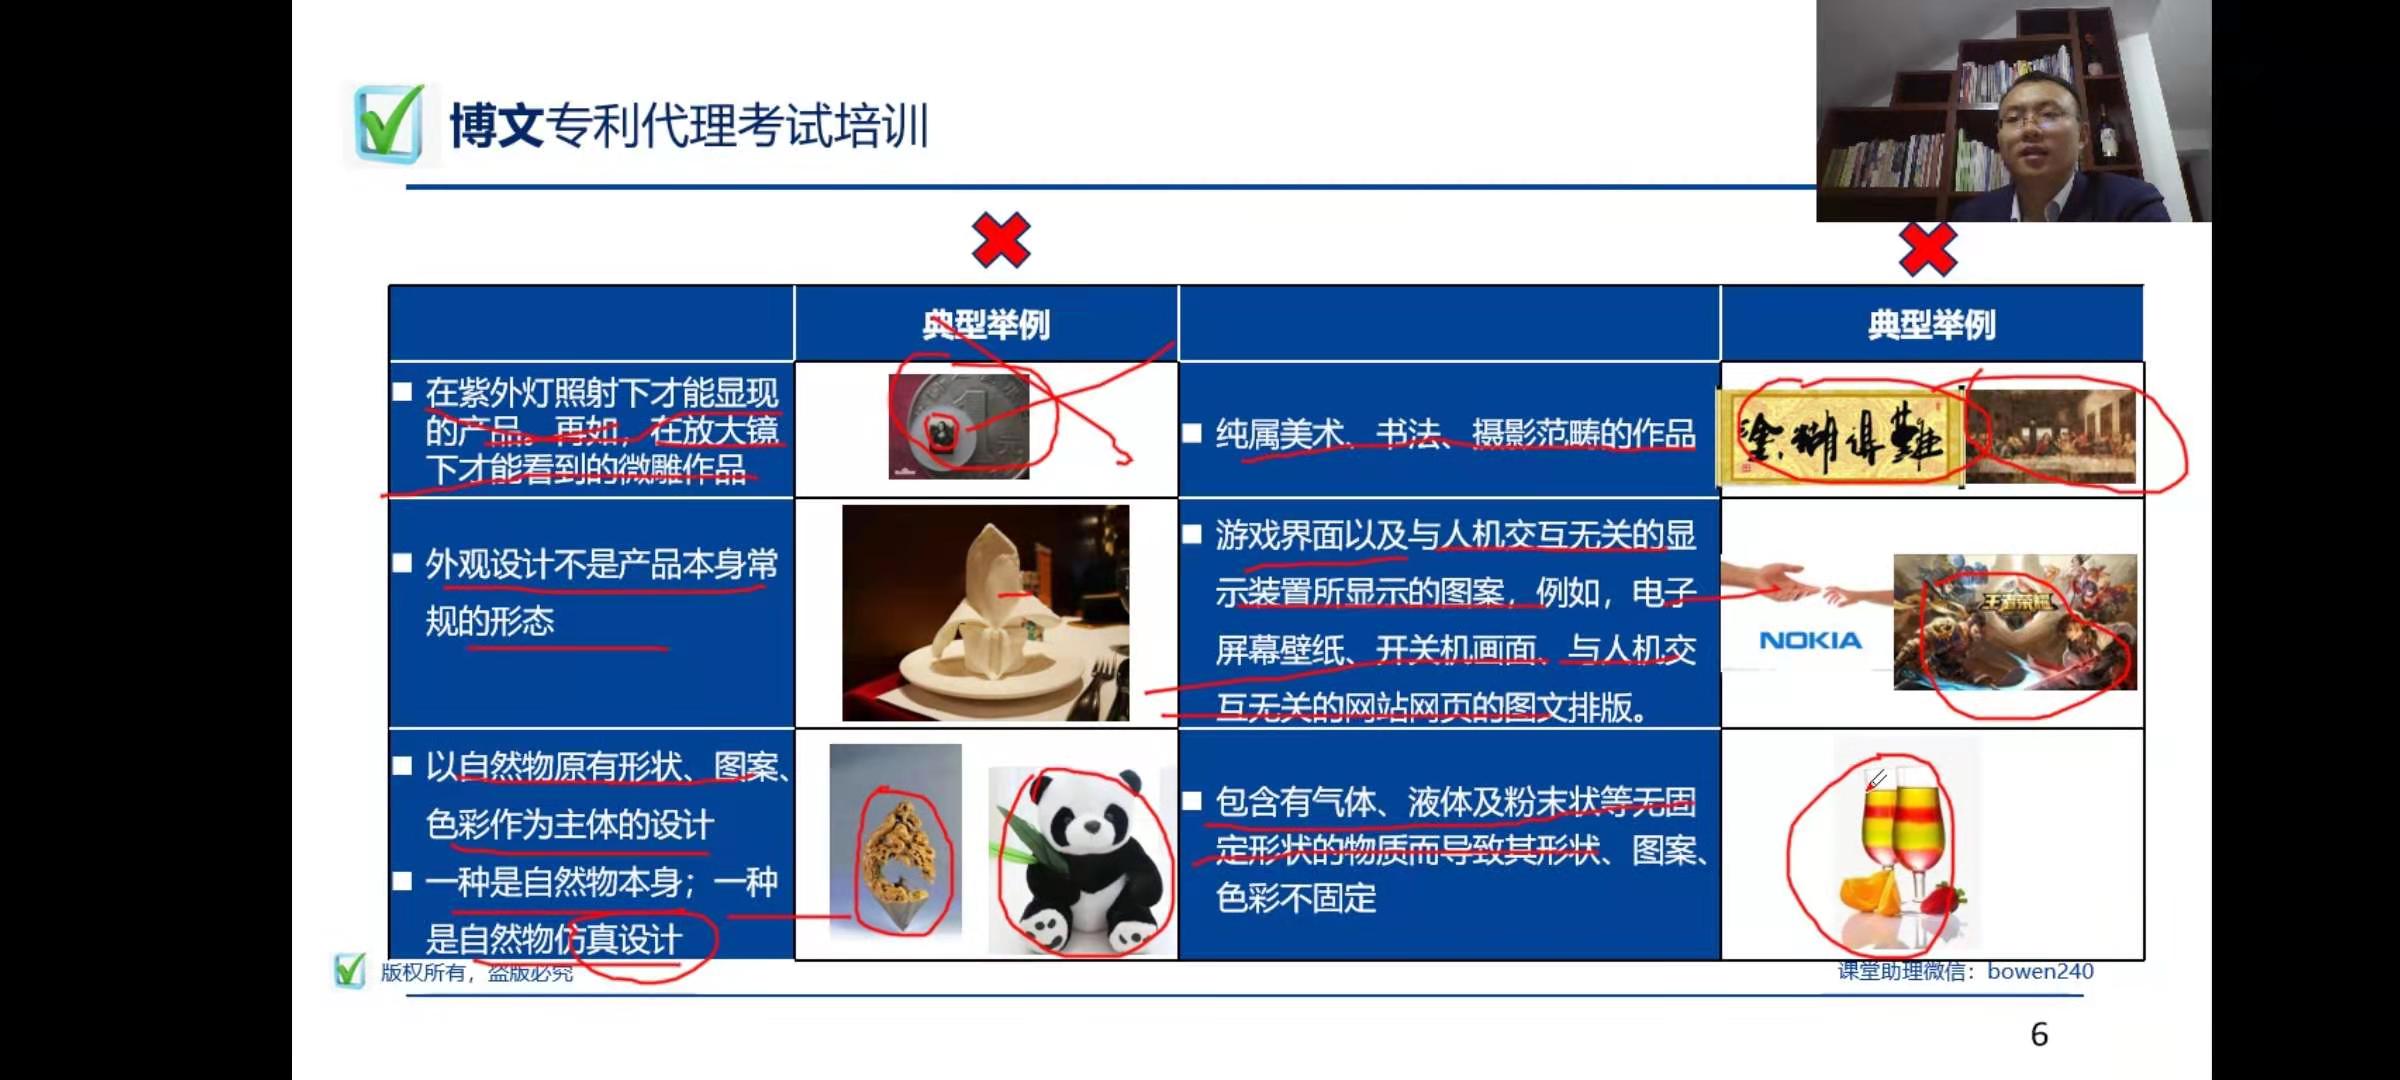 博文专利代理考试培训
典型举例
典型举例
在紫外灯照射下才能显现
的产品。再如，在放大镜
下才能看到的微雕作品
1
纯属美术、书法、摄影范畴的作品
难得糊涂
外观设计不是产品本身常
规的形态
游戏界面以及与人机交互无关的显
示装置所显示的图案，例如，电子
屏幕壁纸、开关机画面、与人机交
互无关的网站网页的图文排版。
NOKIA
王者荣耀
以自然物原有形状、图案、
色彩作为主体的设计
一种是自然物本身；一种
是自然物仿真设计
包含有气体、液体及粉末状等无固
定形状的物质而导致其形状、图案、
色彩不固定
版权所有，盗版必究
课堂助理微信：bowen240
6